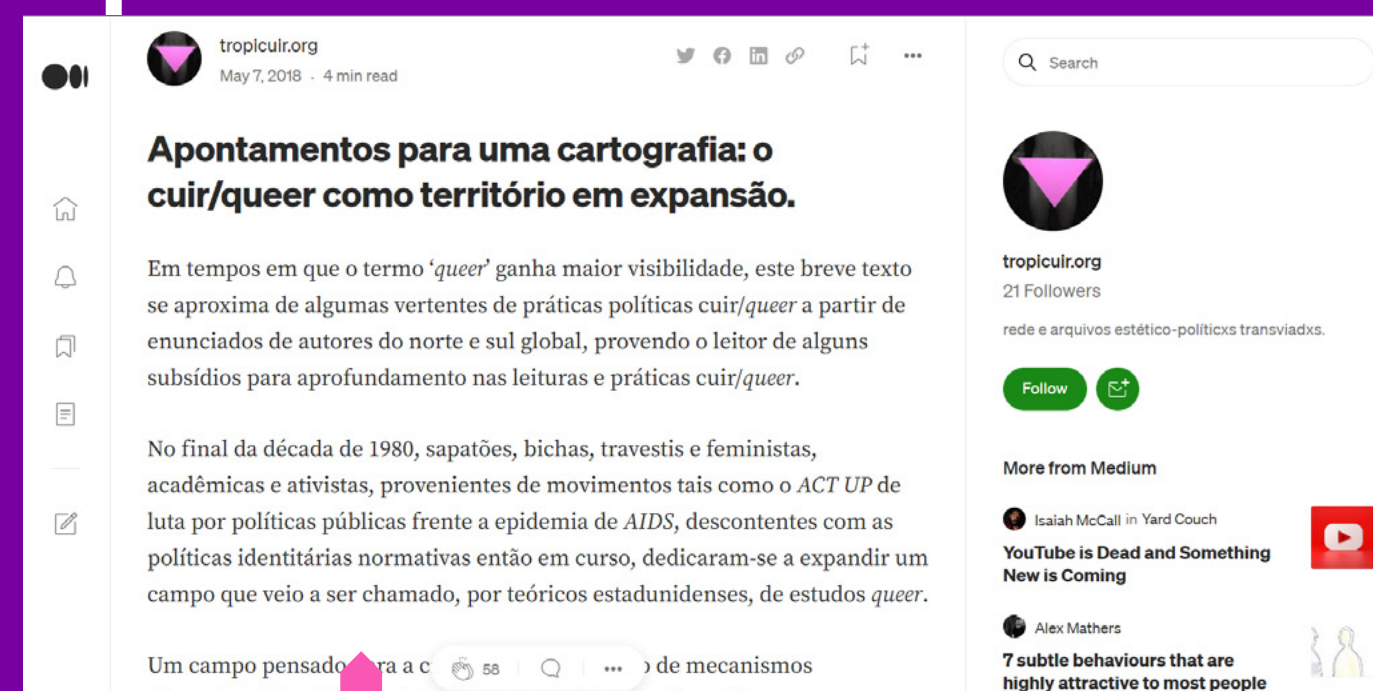 tropicuir.org
May 7, 2018 · 4 min read
Apontamentos para uma cartografia: o
cuir/queer como território em expansão.
Em tempos em que o termo ‘queer’ ganha maior visibilidade, este breve texto
se aproxima de algumas vertentes de práticas políticas cuir/queer a partir de
enunciados de autores do norte e sul global, provendo o leitor de alguns
subsídios para aprofundamento nas leituras e práticas cuir/queer.
No final da década de 1980, sapatões, bichas, travestis e feministas,
acadêmicas e ativistas, provenientes de movimentos tais como o ACT UP de
luta por políticas públicas frente a epidemia de AIDS, descontentes com as
políticas identitárias normativas então em curso, dedicaram-se a expandir um
campo que veio a ser chamado, por teóricos estadunidenses, de estudos queer.
Um campo pensado a de mecanismos
58
Search
tropicuir.org
21 Followers
rede e arquivos estético-políticxs transviadxs.
Follow
More from Medium
Isaiah McCall in Yard Couch
YouTube is Dead and Something
New is Coming
Alex Mathers
7 subtle behaviours that are
highly attractive to most people